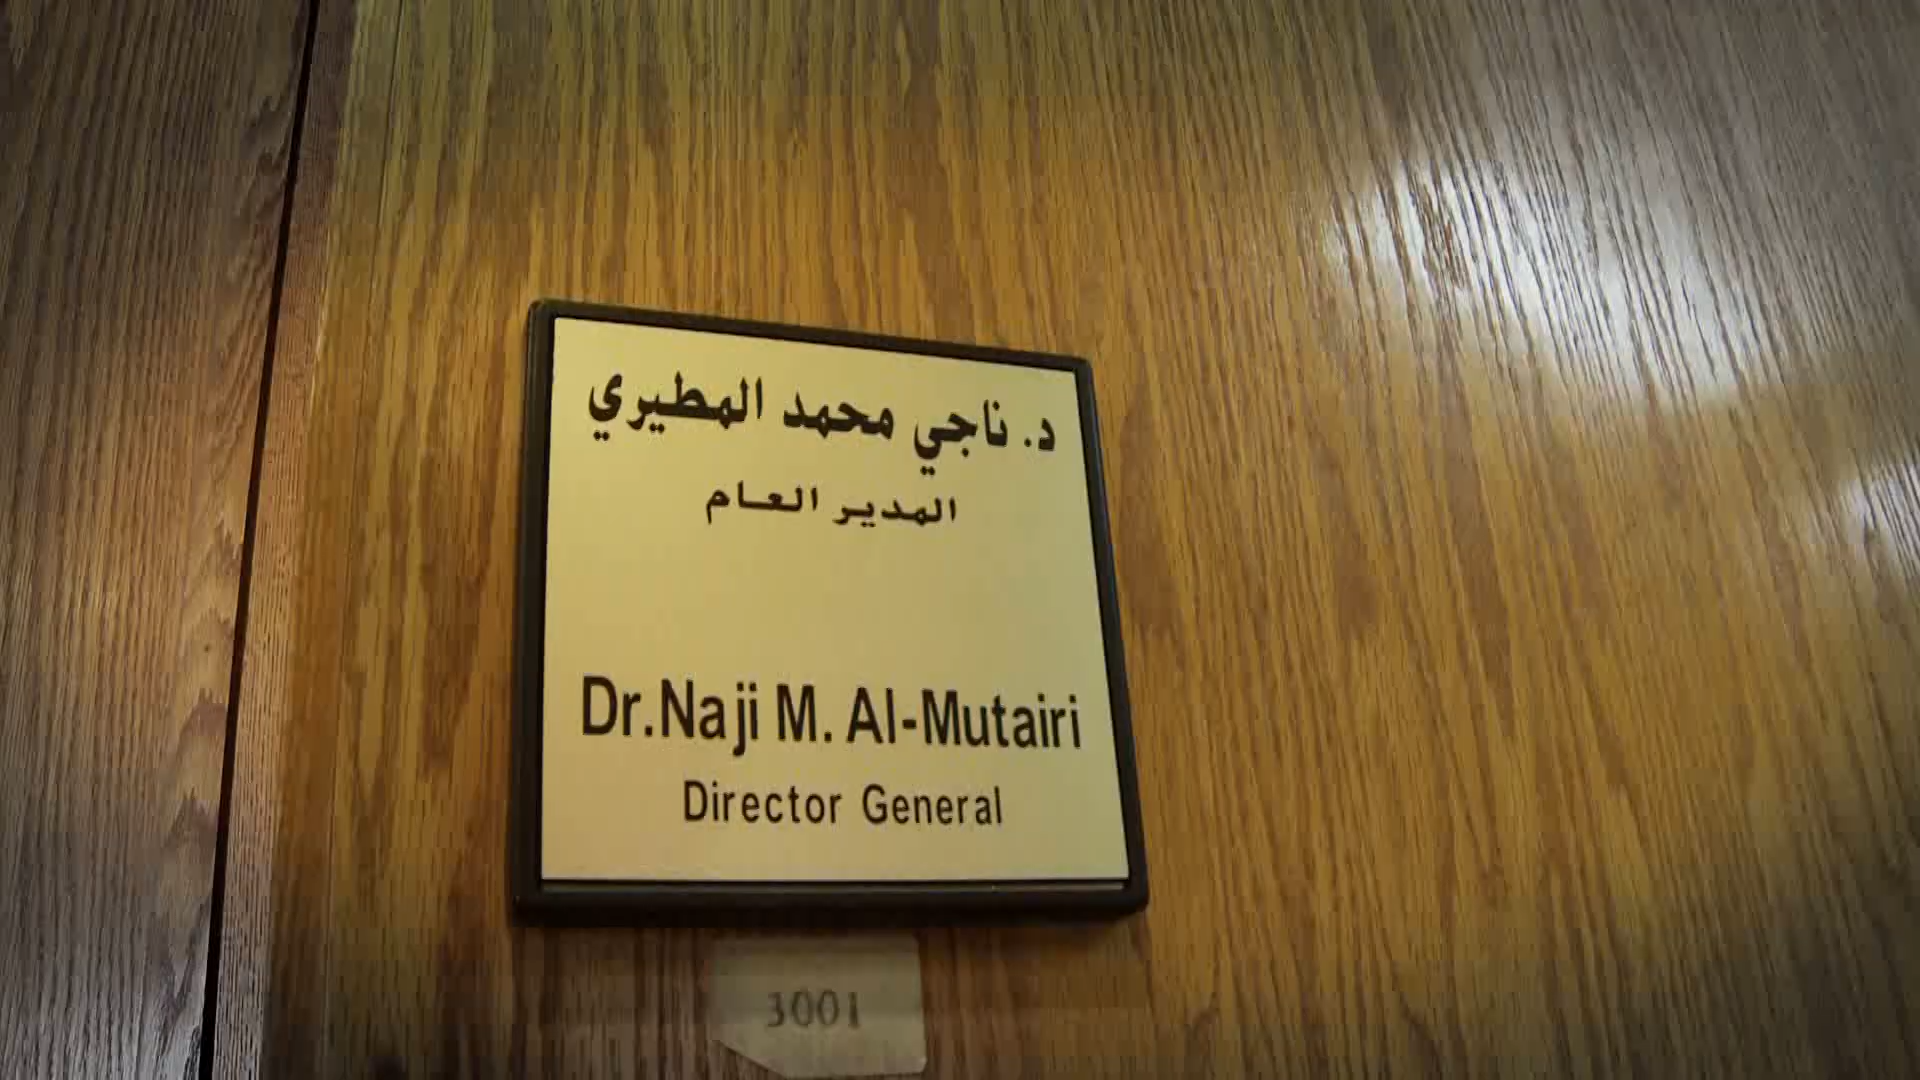 د. ناجي محمد المطيري
المدير العام
Dr.Naji M. Al-Mutairi
Director General
3001